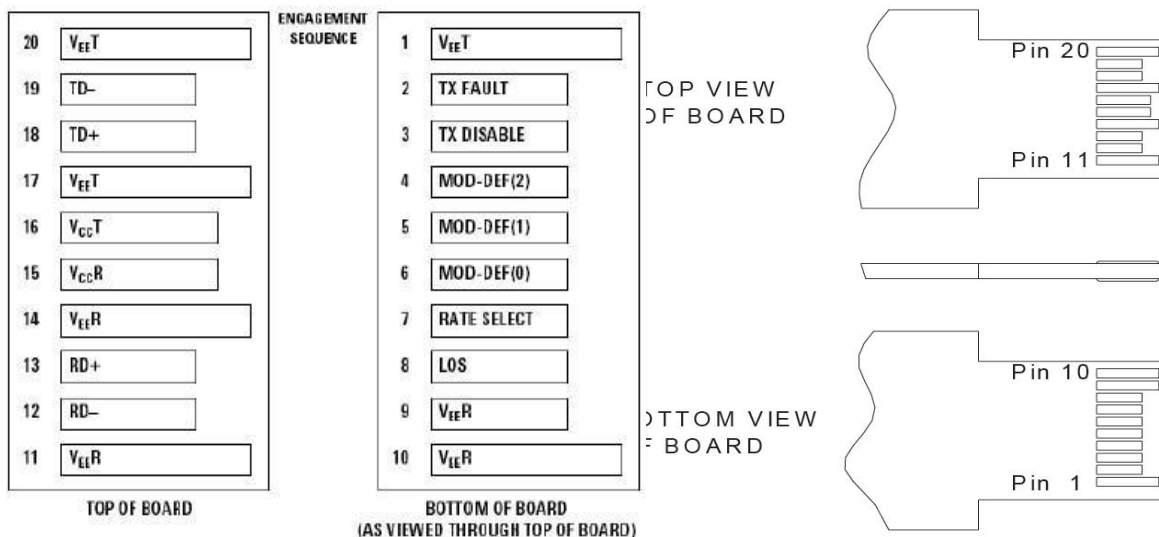 20 VEET
19 TD–
18 TD+
17 VEET
16 VCCT
15 VCCR
14 VEER
13 RD+
12 RD–
11 VEER
TOP OF BOARD
ENGAGEMENT
SEQUENCE
1 VEET
2 TX FAULT
3 TX DISABLE
4 MOD-DEF(2)
5 MOD-DEF(1)
6 MOD-DEF(0)
7 RATE SELECT
8 LOS
9 VEER
10 VEER
BOTTOM OF BOARD
(AS VIEWED THROUGH TOP OF BOARD)
TOP VIEW
OF BOARD
Pin 20
Pin 11
OTTOM VIEW
F BOARD
Pin 10
Pin 1